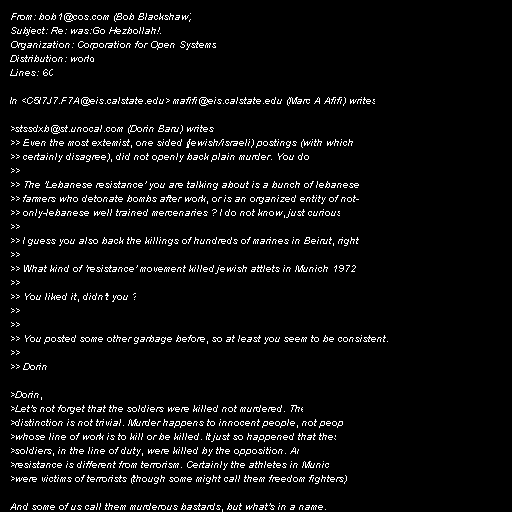 From: bob1@cos.com (Bob Blackshaw)
Subject: Re: was:Go Hezbollah!.
Organization: Corporation for Open Systems
Distribution: world
Lines: 60

In <C5I7J7.F7A@eis.calstate.edu> mafifi@eis.calstate.edu (Marc A Afifi) writes

>stssdxb@st.unocal.com (Dorin Baru) writes
>> Even the most extemist, one sided (jewish/israeli) postings (with which
>> certainly disagree), did not openly back plain murder. You do
>>
>> The 'Lebanese resistance' you are talking about is a bunch of lebanese
>> farmers who detonate bombs after work, or is an organized entity of not-
>> only-lebanese well trained mercenaries ? I do not know, just curious
>>
>> I guess you also back the killings of hundreds of marines in Beirut, right
>>
>> What kind of 'resistance' movement killed jewish attlets in Munich 1972
>>
>> You liked it, didn't you ?
>>
>>
>> You posted some other garbage before, so at least you seem to be consistent.
>>
>> Dorin

>Dorin,
>Let's not forget that the soldiers were killed not murdered. The
>distinction is not trivial. Murder happens to innocent people, not peop
>whose line of work is to kill or be killed. It just so happened that thes
>soldiers, in the line of duty, were killed by the opposition. An
>resistance is different from terrorism. Certainly the athletes in Munic
>were victims of terrorists (though some might call them freedom fighters)

And some of us call them murderous bastards, but what's in a name.